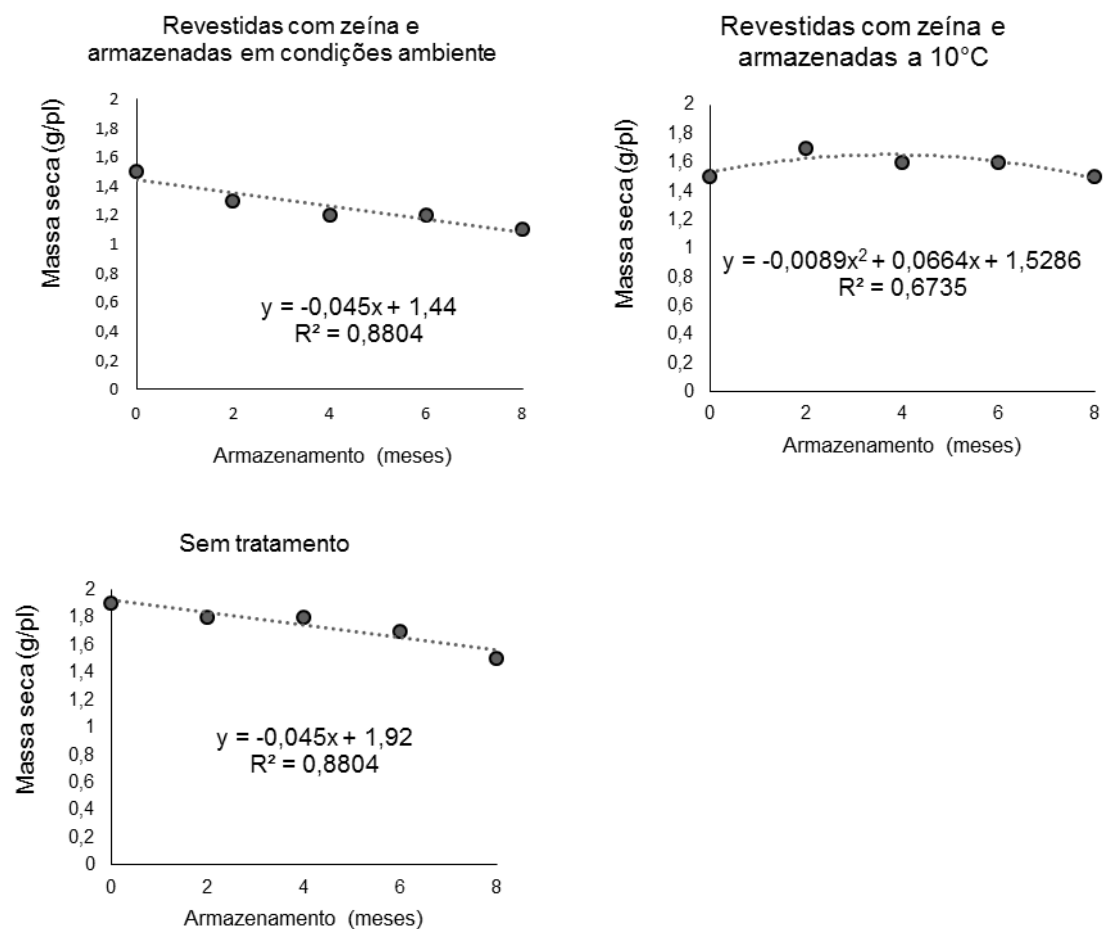 Revestidas com zeína e
armazenadas em condições ambiente
Massa seca (g/pl)
2
1,8
1,6
1,4
1,2
1
0,8
0,6
0,4
0,2
0
y = -0,045x + 1,44
R² = 0,8804
0 2 4 6 8
Armazenamento (meses)
Revestidas com zeína e
armazenadas a 10°C
Massa seca (g/pl)
2
1,8
1,6
1,4
1,2
1
0,8
0,6
0,4
0,2
0
y = -0,0089x² + 0,0664x + 1,5286
R² = 0,6735
0 2 4 6 8
Armazenamento (meses)
Sem tratamento
Massa seca (g/pl)
2
1,8
1,6
1,4
1,2
1
0,8
0,6
0,4
0,2
0
y = -0,045x + 1,92
R² = 0,8804
0 2 4 6 8
Armazenamento (meses)